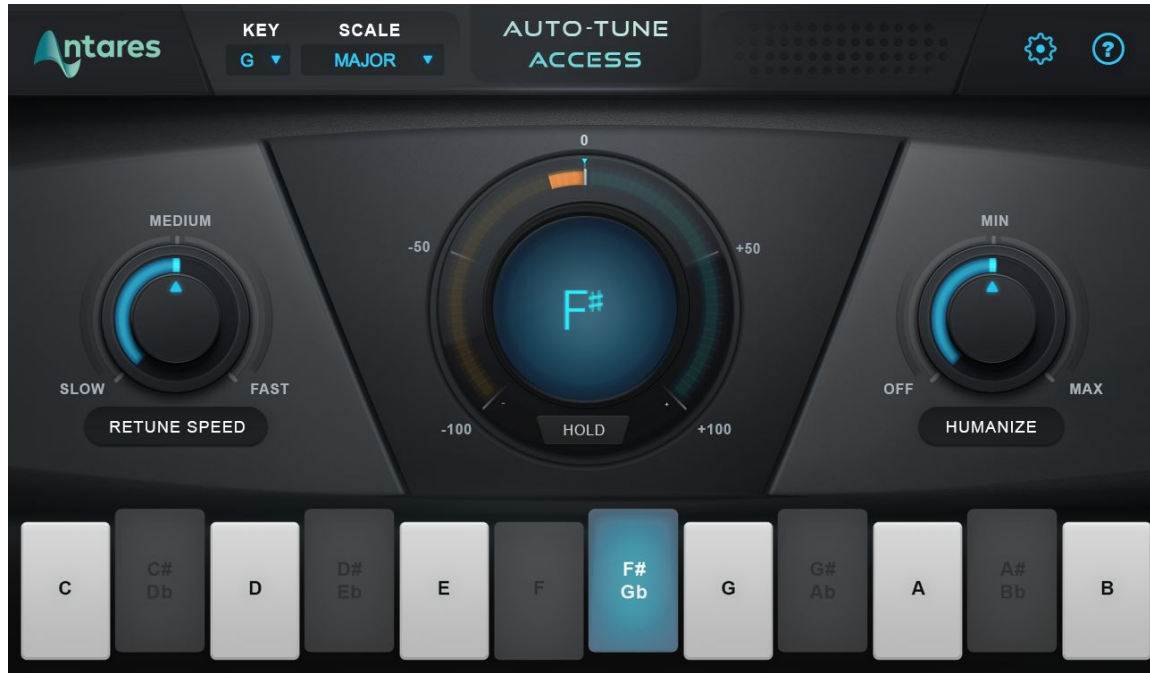 Antares
KEY
SCALE
G
MAJOR
AUTO-TUNE
ACCESS
?
0
-50
+50
-100
+100
F#
HOLD
MEDIUM
SLOW
FAST
RETUNE SPEED
MIN
OFF
MAX
HUMANIZE
C
C#
Db
D
D#
Eb
E
F
F#
Gb
G
G#
Ab
A
A#
Bb
B